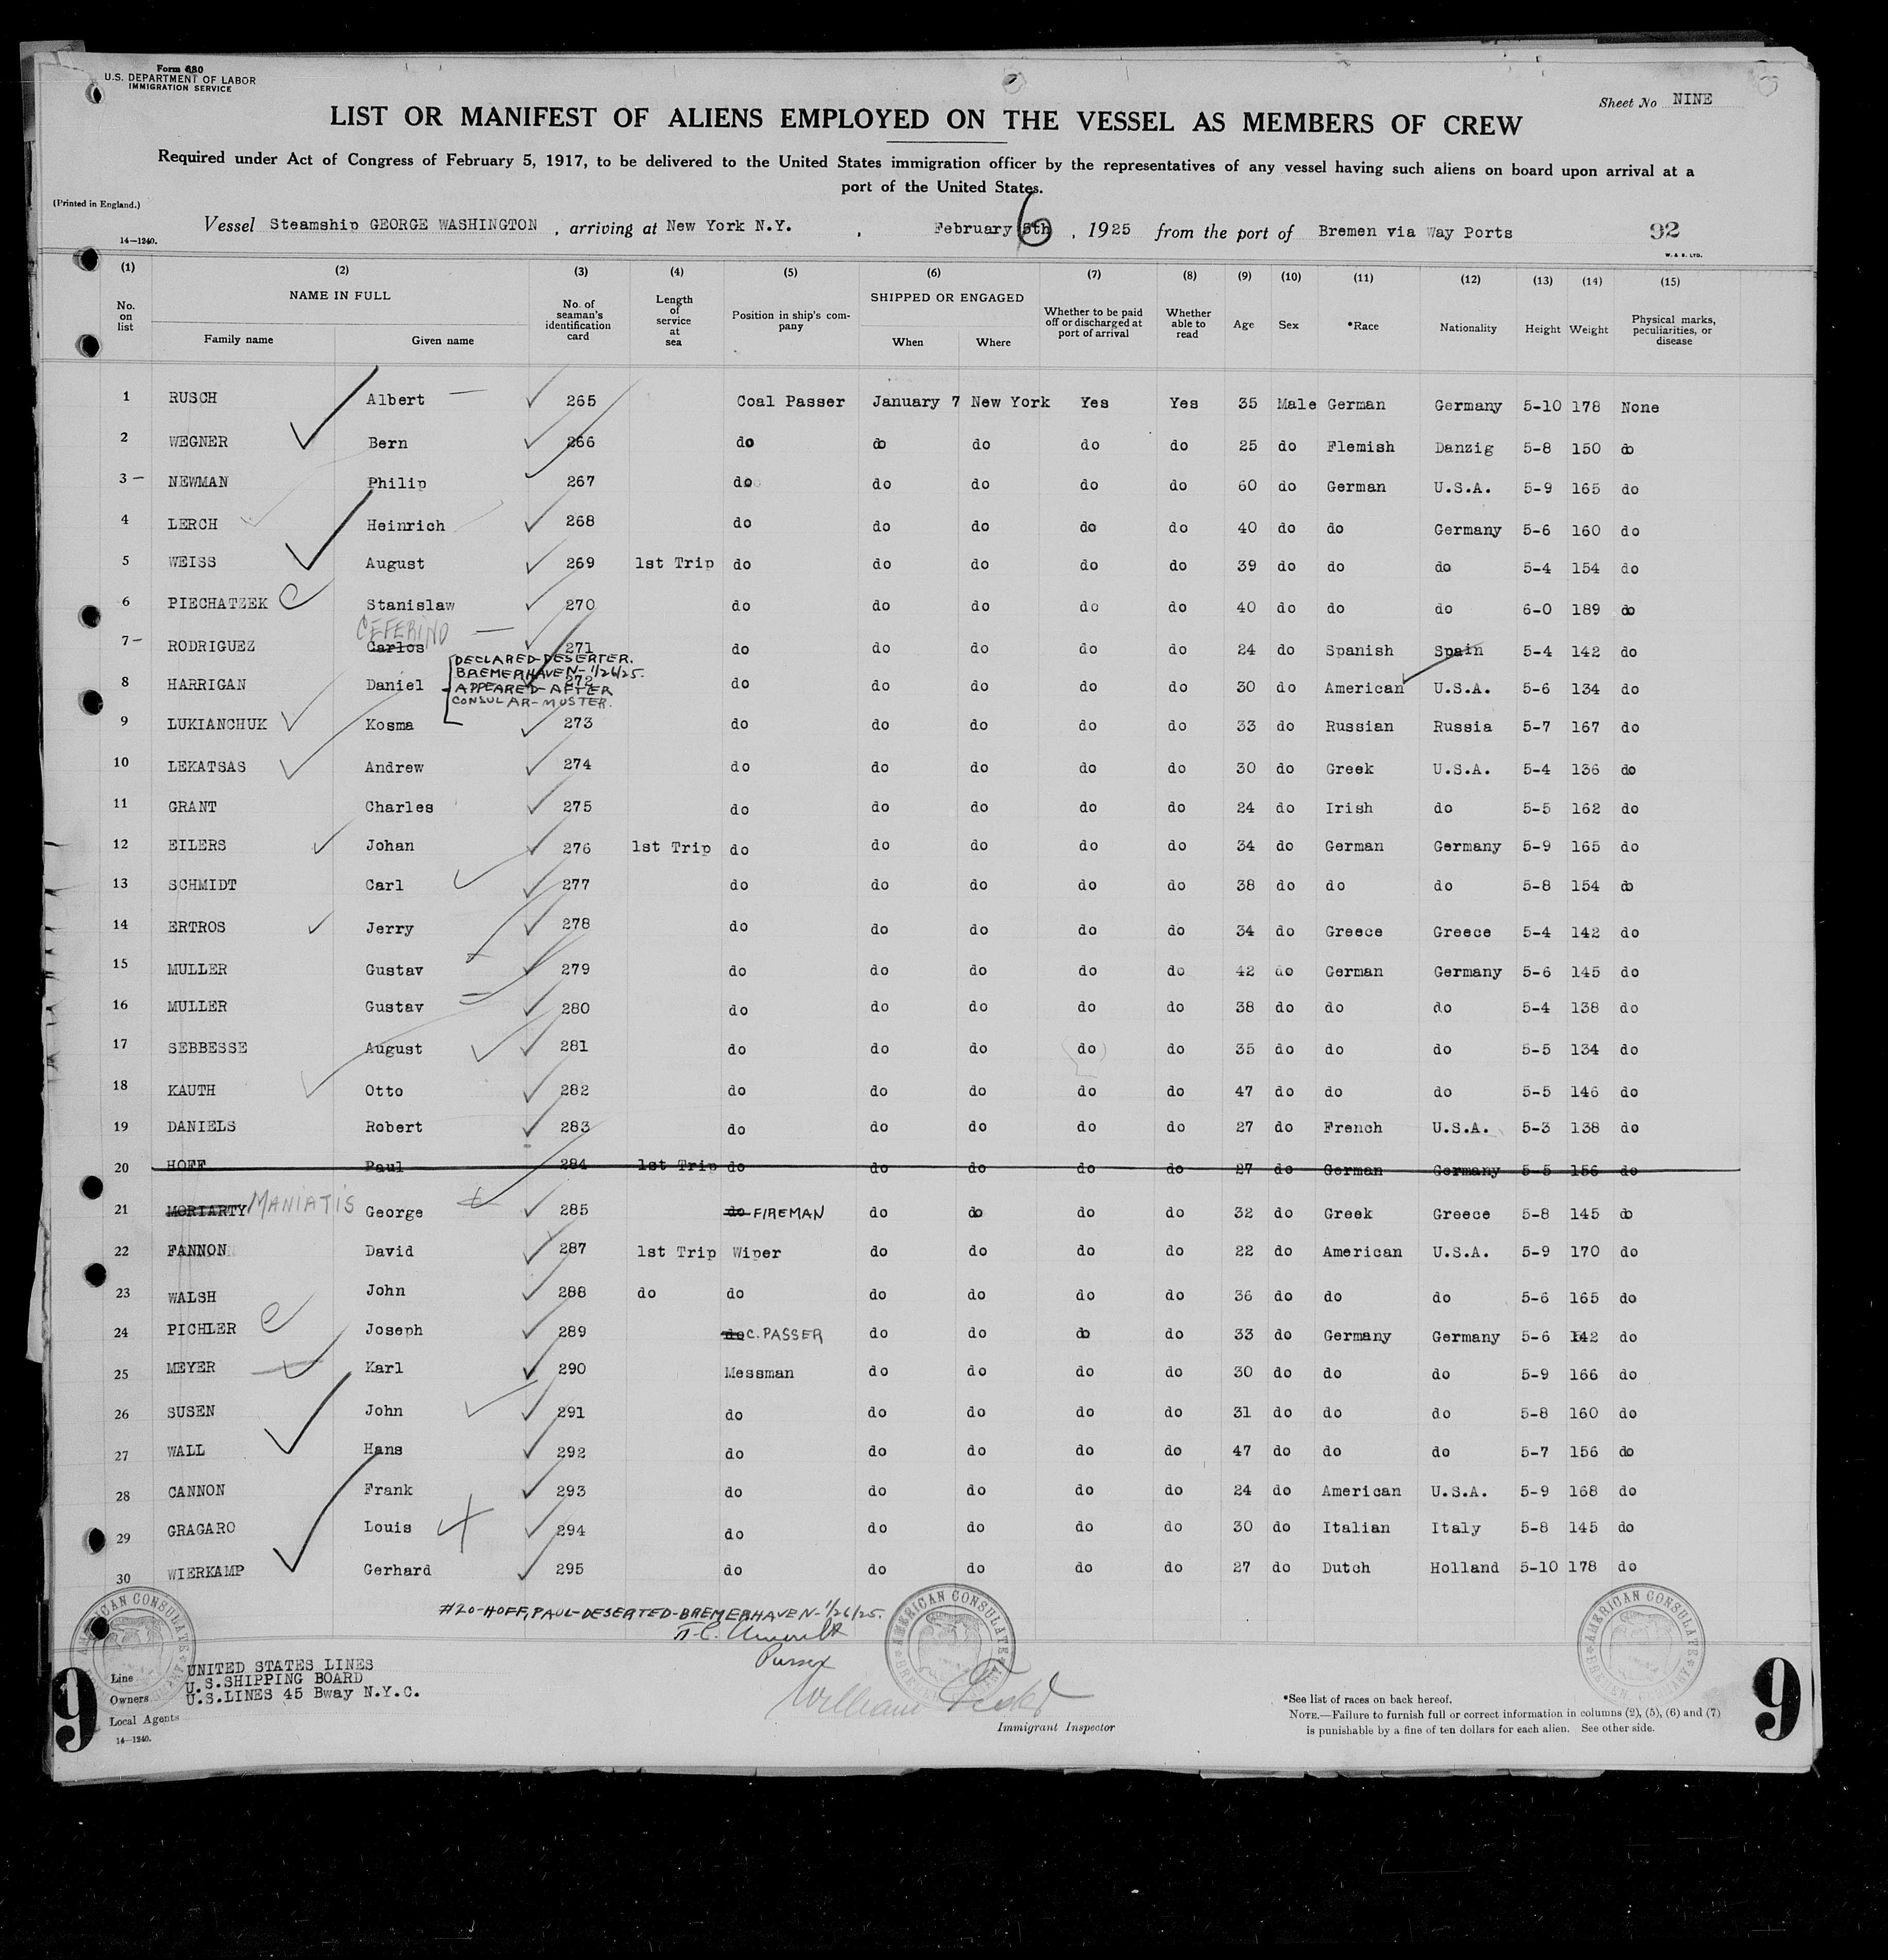 Form 680
U.S. DEPARTMENT OF LABOR
IMMIGRATION SERVICE
Sheet No NINE
LIST OR MANIFEST OF ALIENS EMPLOYED ON THE VESSEL AS MEMBERS OF CREW
Required under Act of Congress of February 5, 1917, to be delivered to the United States immigration officer by the representatives of any vessel having such aliens on board upon arrival at a
port of the United States.
(Printed in England.)
Vessel Steamship GEORGE WASHINGTON , arriving at New York N.Y. , February 5th 6 , 1925 from the port of Bremen via Way Ports 92
14—1240. W. & S. LTD.
(1) (2) (3) (4) (5) (6) (7) (8) (9) (10) (11) (12) (13) (14) (15)
No. on list NAME IN FULL Family name Given name No. of seaman's identification card Length of service at sea Position in ship's company SHIPPED OR ENGAGED When Where Whether to be paid off or discharged at port of arrival Whether able to read Age Sex *Race Nationality Height Weight Physical marks, peculiarities, or disease
1 RUSCH Albert 265 Coal Passer January 7 New York Yes Yes 35 Male German Germany 5-10 178 None
2 WEGNER Bern 266 do do do do do 25 do Flemish Danzig 5-8 150 do
3 — NEWMAN Philip 267 do do do do do 60 do German U.S.A. 5-9 165 do
4 LERCH Heinrich 268 do do do do do 40 do do Germany 5-6 160 do
5 WEISS August 269 1st Trip do do do do do 39 do do do 5-4 154 do
6 PIECHATZEK Stanislaw 270 do do do do do 40 do do do 6-0 189 do
CEFERINO
7 — RODRIGUEZ Carlos 271 do do do do do 24 do Spanish Spain 5-4 142 do
DECLARED-DESERTER.
BREMERHAVEN-1/26/25.
APPEARED-AFTER
CONSULAR-MUSTER.
8 HARRIGAN Daniel 272 do do do do do 30 do American U.S.A. 5-6 134 do
9 LUKIANCHUK Kosma 273 do do do do do 33 do Russian Russia 5-7 167 do
10 LEKATSAS Andrew 274 do do do do do 30 do Greek U.S.A. 5-4 136 do
11 GRANT Charles 275 do do do do do 24 do Irish do 5-5 162 do
12 EILERS Johan 276 1st Trip do do do do do 34 do German Germany 5-9 165 do
13 SCHMIDT Carl 277 do do do do do 38 do do do 5-8 154 do
14 ERTROS Jerry 278 do do do do do 34 do Greece Greece 5-4 142 do
15 MULLER Gustav 279 do do do do do 42 do German Germany 5-6 145 do
16 MULLER Gustav 280 do do do do do 38 do do do 5-4 138 do
17 SEBBESSE August 281 do do do do do 35 do do do 5-5 134 do
18 KAUTH Otto 282 do do do do do 47 do do do 5-5 146 do
19 DANIELS Robert 283 do do do do do 27 do French U.S.A. 5-3 138 do
20 HOFF Paul 284 1st Trip do do do do do 27 do German Germany 5-5 156 do
21 MORIARTY MANIATIS George 285 do FIREMAN do do do do 32 do Greek Greece 5-8 145 do
22 FANNON David 287 1st Trip Wiper do do do do 22 do American U.S.A. 5-9 170 do
23 WALSH John 288 do do do do do do 36 do do do 5-6 165 do
24 PICHLER Joseph 289 do C. PASSER do do do do 33 do Germany Germany 5-6 142 do
25 MEYER Karl 290 Messman do do do do 30 do do do 5-9 166 do
26 SUSEN John 291 do do do do do 31 do do do 5-8 160 do
27 WALL Hans 292 do do do do do 47 do do do 5-7 156 do
28 CANNON Frank 293 do do do do do 24 do American U.S.A. 5-9 168 do
29 GRAGARO Louis 294 do do do do do 30 do Italian Italy 5-8 145 do
30 WIERKAMP Gerhard 295 do do do do do 27 do Dutch Holland 5-10 178 do
#20-HOFF, PAUL-DESERTED-BREMERHAVEN-1/26/25.
Purser
William
Immigrant Inspector
AMERICAN CONSULATE
AMERICAN CONSULATE
AMERICAN CONSULATE
Line UNITED STATES LINES
Owners U.S.SHIPPING BOARD
Local Agents U.S.LINES 45 Bway N.Y.C.
14—1240.
*See list of races on back hereof.
NOTE.—Failure to furnish full or correct information in columns (2), (5), (6) and (7)
is punishable by a fine of ten dollars for each alien. See other side.
9 9